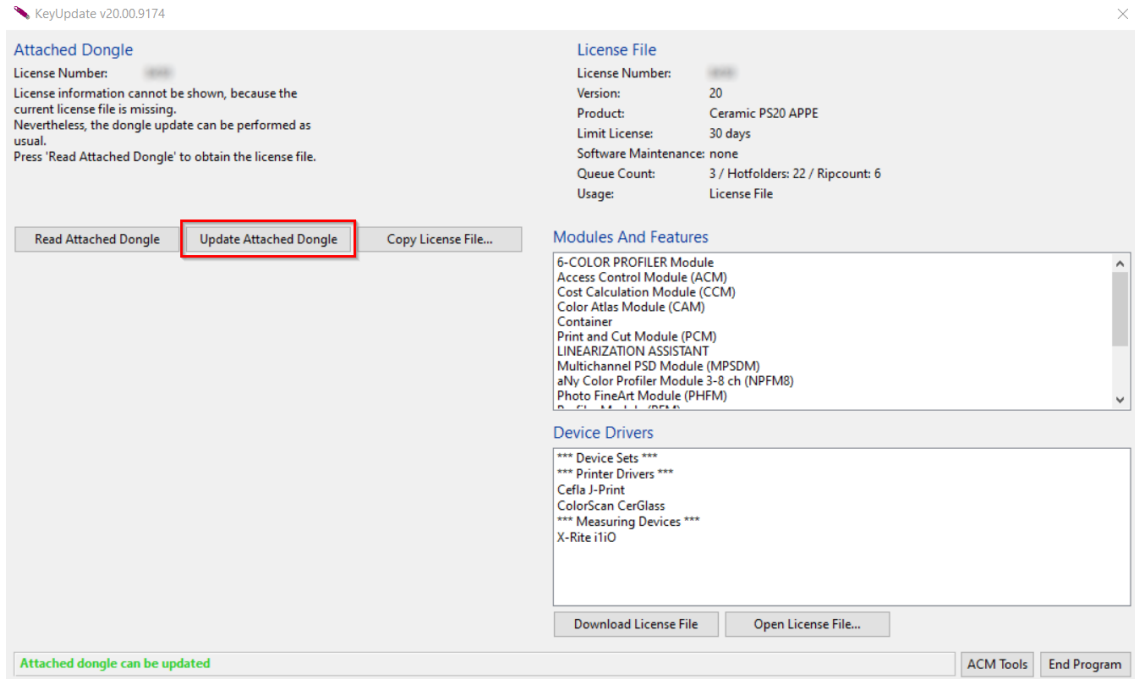 KeyUpdate v20.00.9174
Attached Dongle
License Number:
License information cannot be shown, because the
current license file is missing.
Nevertheless, the dongle update can be performed as
usual.
Press 'Read Attached Dongle' to obtain the license file.
Read Attached Dongle
Update Attached Dongle
Copy License File...
License File
License Number:
Version: 20
Product: Ceramic PS20 APPE
Limit License: 30 days
Software Maintenance: none
Queue Count: 3 / Hotfolders: 22 / Ripcount: 6
Usage: License File
Modules And Features
6-COLOR PROFILER Module
Access Control Module (ACM)
Cost Calculation Module (CCM)
Color Atlas Module (CAM)
Container
Print and Cut Module (PCM)
LINEARIZATION ASSISTANT
Multichannel PSD Module (MPSDM)
aNy Color Profiler Module 3-8 ch (NPFM8)
Photo FineArt Module (PHFM)
Device Drivers
*** Device Sets ***
*** Printer Drivers ***
Cefla J-Print
ColorScan CerGlass
*** Measuring Devices ***
X-Rite i1iO
Download License File
Open License File...
Attached dongle can be updated
ACM Tools
End Program